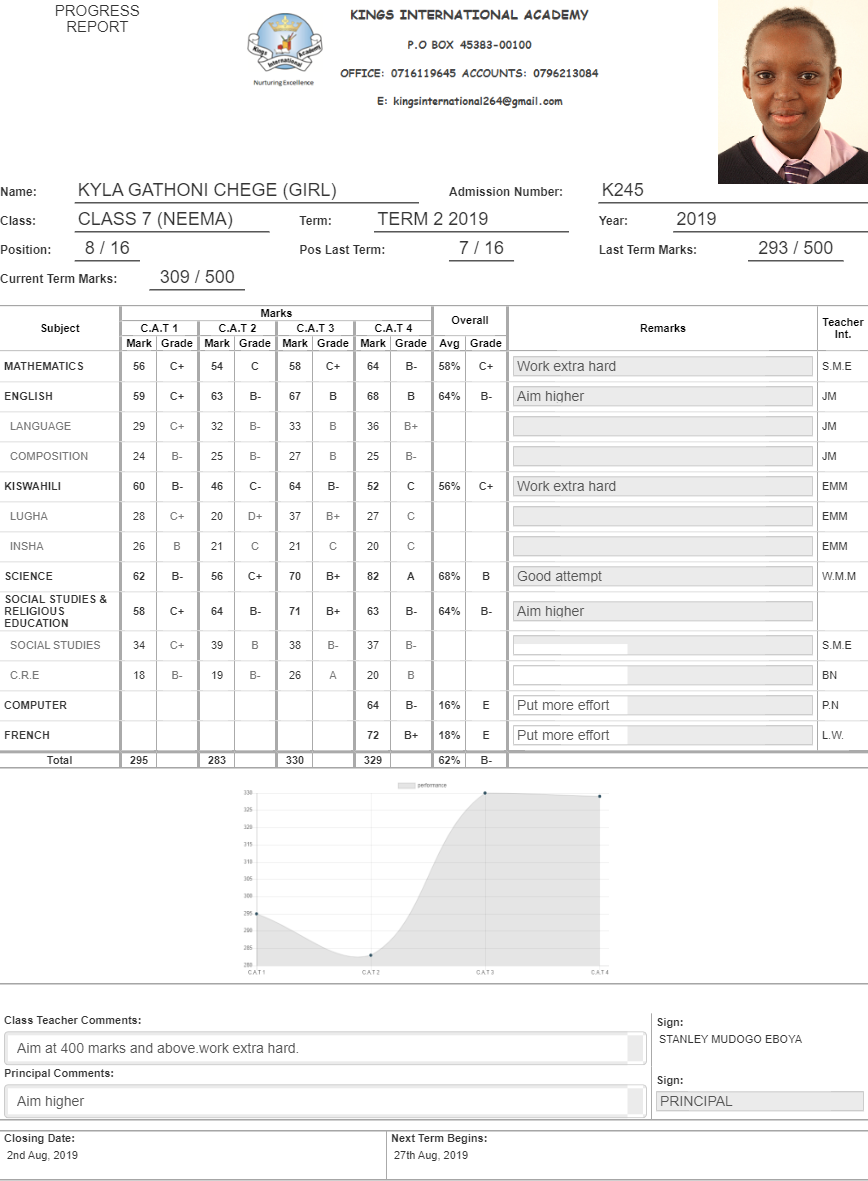 PROGRESS
REPORT
KINGS INTERNATIONAL ACADEMY
P.O BOX 45383-00100
OFFICE: 0716119645 ACCOUNTS: 0796213084
E: kingsinternational264@gmail.com
Kings International Academy
Nurturing Excellence
Name: KYLA GATHONI CHEGE (GIRL) Admission Number: K245
Class: CLASS 7 (NEEMA) Term: TERM 2 2019 Year: 2019
Position: 8 / 16 Pos Last Term: 7 / 16 Last Term Marks: 293 / 500
Current Term Marks: 309 / 500
Subject Marks Overall Remarks Teacher Int.
C.A.T 1 C.A.T 2 C.A.T 3 C.A.T 4
Mark Grade Mark Grade Mark Grade Mark Grade Avg Grade
MATHEMATICS 56 C+ 54 C 58 C+ 64 B- 58% C+ Work extra hard S.M.E
ENGLISH 59 C+ 63 B- 67 B 68 B 64% B- Aim higher JM
LANGUAGE 29 C+ 32 B- 33 B 36 B+ JM
COMPOSITION 24 B- 25 B- 27 B 25 B- JM
KISWAHILI 60 B- 46 C- 64 B- 52 C 56% C+ Work extra hard EMM
LUGHA 28 C+ 20 D+ 37 B+ 27 C EMM
INSHA 26 B 21 C 21 C 20 C EMM
SCIENCE 62 B- 56 C+ 70 B+ 82 A 68% B Good attempt W.M.M
SOCIAL STUDIES &
RELIGIOUS
EDUCATION 58 C+ 64 B- 71 B+ 63 B- 64% B- Aim higher
SOCIAL STUDIES 34 C+ 39 B 38 B- 37 B- S.M.E
C.R.E 18 B- 19 B- 26 A 20 B BN
COMPUTER 64 B- 16% E Put more effort P.N
FRENCH 72 B+ 18% E Put more effort L.W.
Total 295 283 330 329 62% B-
performance
330
325
320
315
310
305
300
295
290
285
280
C.A.T 1 C.A.T 2 C.A.T 3 C.A.T 4
Class Teacher Comments:
Aim at 400 marks and above.work extra hard.
Sign:
STANLEY MUDOGO EBOYA
Principal Comments:
Aim higher
Sign:
PRINCIPAL
Closing Date:
2nd Aug, 2019
Next Term Begins:
27th Aug, 2019